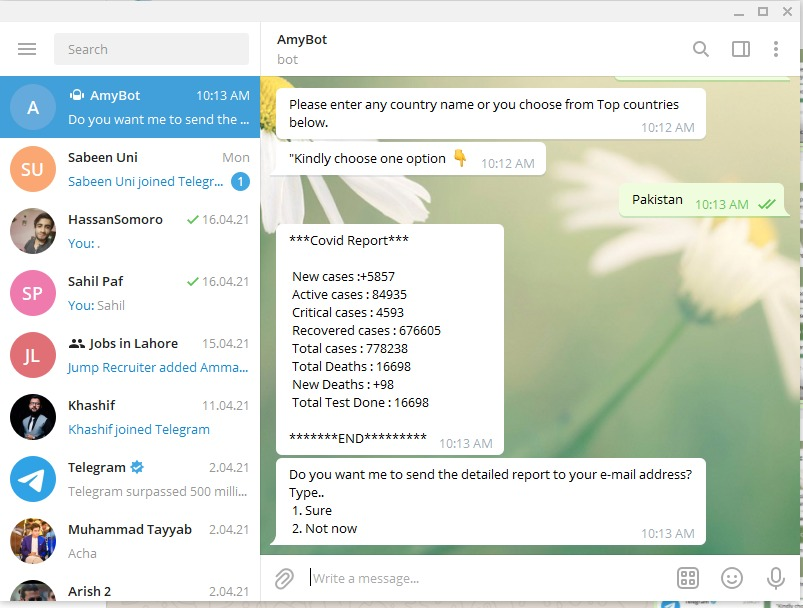 Search
A
AmyBot
10:13 AM
Do you want me to send the ...
SU
Sabeen Uni
Mon
Sabeen Uni joined Telegr...
1
HassanSomoro
16.04.21
You: .
SP
Sahil Paf
16.04.21
You: Sahil
JL
Jobs in Lahore
15.04.21
Jump Recruiter added Amma...
Khashif
11.04.21
Khashif joined Telegram
Telegram
2.04.21
Telegram surpassed 500 milli...
Muhammad Tayyab
2.04.21
Acha
Arish 2
2.04.21
AmyBot
bot
Please enter any country name or you choose from Top countries
below.
10:12 AM
"Kindly choose one option 👇
10:12 AM
Pakistan
10:13 AM
***Covid Report***
New cases :+5857
Active cases : 84935
Critical cases : 4593
Recovered cases : 676605
Total cases : 778238
Total Deaths : 16698
New Deaths : +98
Total Test Done : 16698
*******END*********
10:13 AM
Do you want me to send the detailed report to your e-mail address?
Type..
1. Sure
2. Not now
10:13 AM
Write a message...